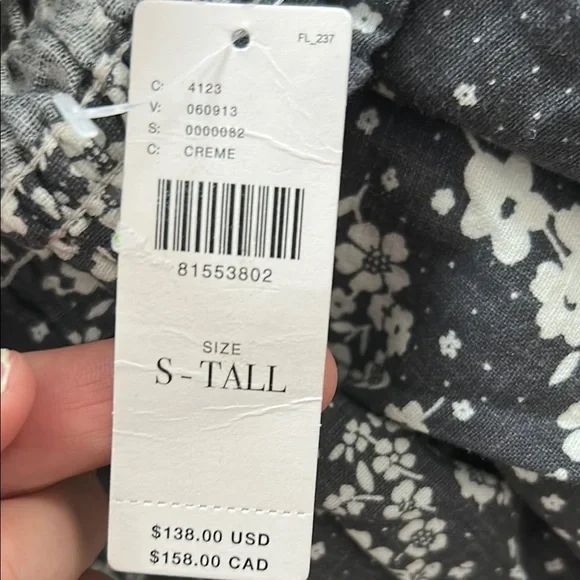 FL_237
C: 4123
V: 060913
S: 0000082
C: CREME
81553802
SIZE
S - TALL
$138.00 USD
$158.00 CAD